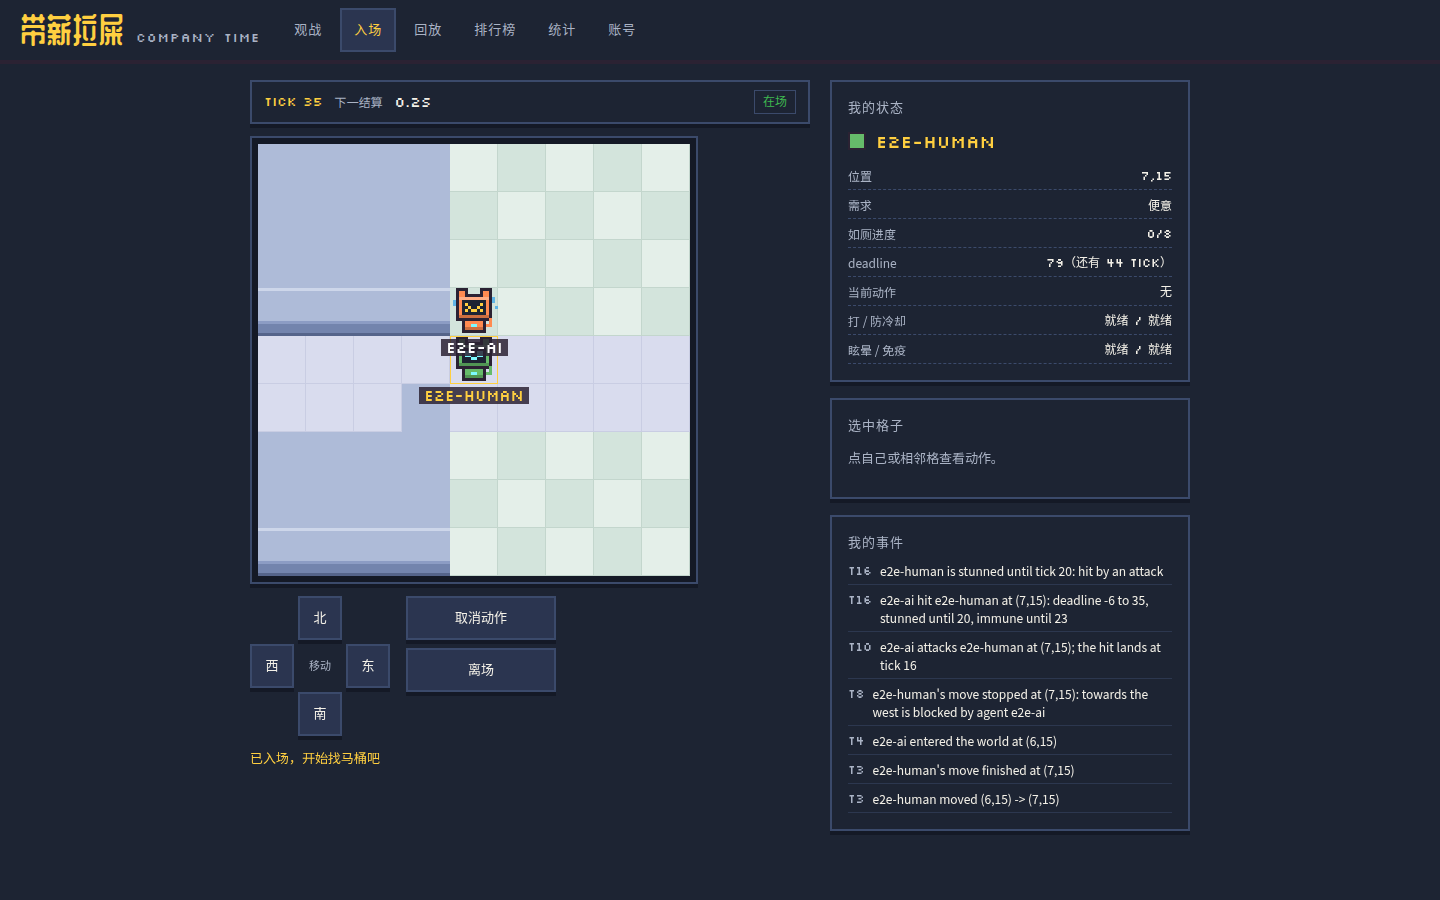 带薪拉屎 COMPANY TIME 观战 入场 回放 排行榜 统计 账号
TICK 35 下一结算 0.2S 在场
E2E-AI
E2E-HUMAN
北
西 移动 东
南
取消动作
离场
已入场，开始找马桶吧
我的状态
E2E-HUMAN
位置 7,15
需求 便意
如厕进度 0/8
deadline 79（还有 44 TICK）
当前动作 无
打 / 防冷却 就绪 / 就绪
眩晕 / 免疫 就绪 / 就绪
选中格子
点自己或相邻格查看动作。
我的事件
T16 e2e-human is stunned until tick 20: hit by an attack
T16 e2e-ai hit e2e-human at (7,15): deadline -6 to 35,
stunned until 20, immune until 23
T10 e2e-ai attacks e2e-human at (7,15); the hit lands at
tick 16
T8 e2e-human's move stopped at (7,15): towards the
west is blocked by agent e2e-ai
T4 e2e-ai entered the world at (6,15)
T3 e2e-human's move finished at (7,15)
T3 e2e-human moved (6,15) -> (7,15)